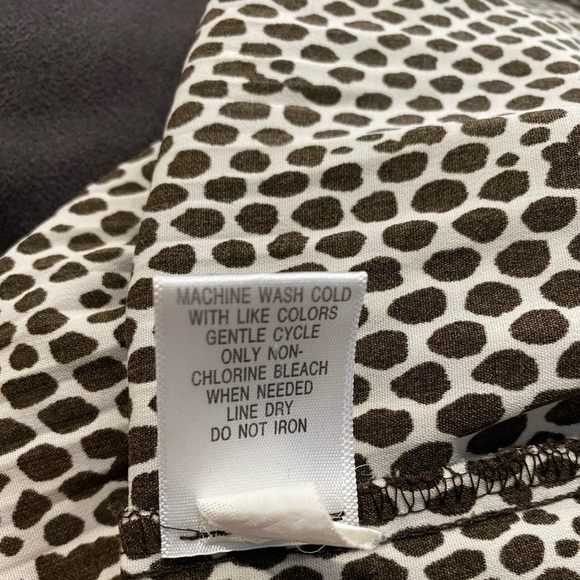 MACHINE WASH COLD
WITH LIKE COLORS
GENTLE CYCLE
ONLY NON-
CHLORINE BLEACH
WHEN NEEDED
LINE DRY
DO NOT IRON